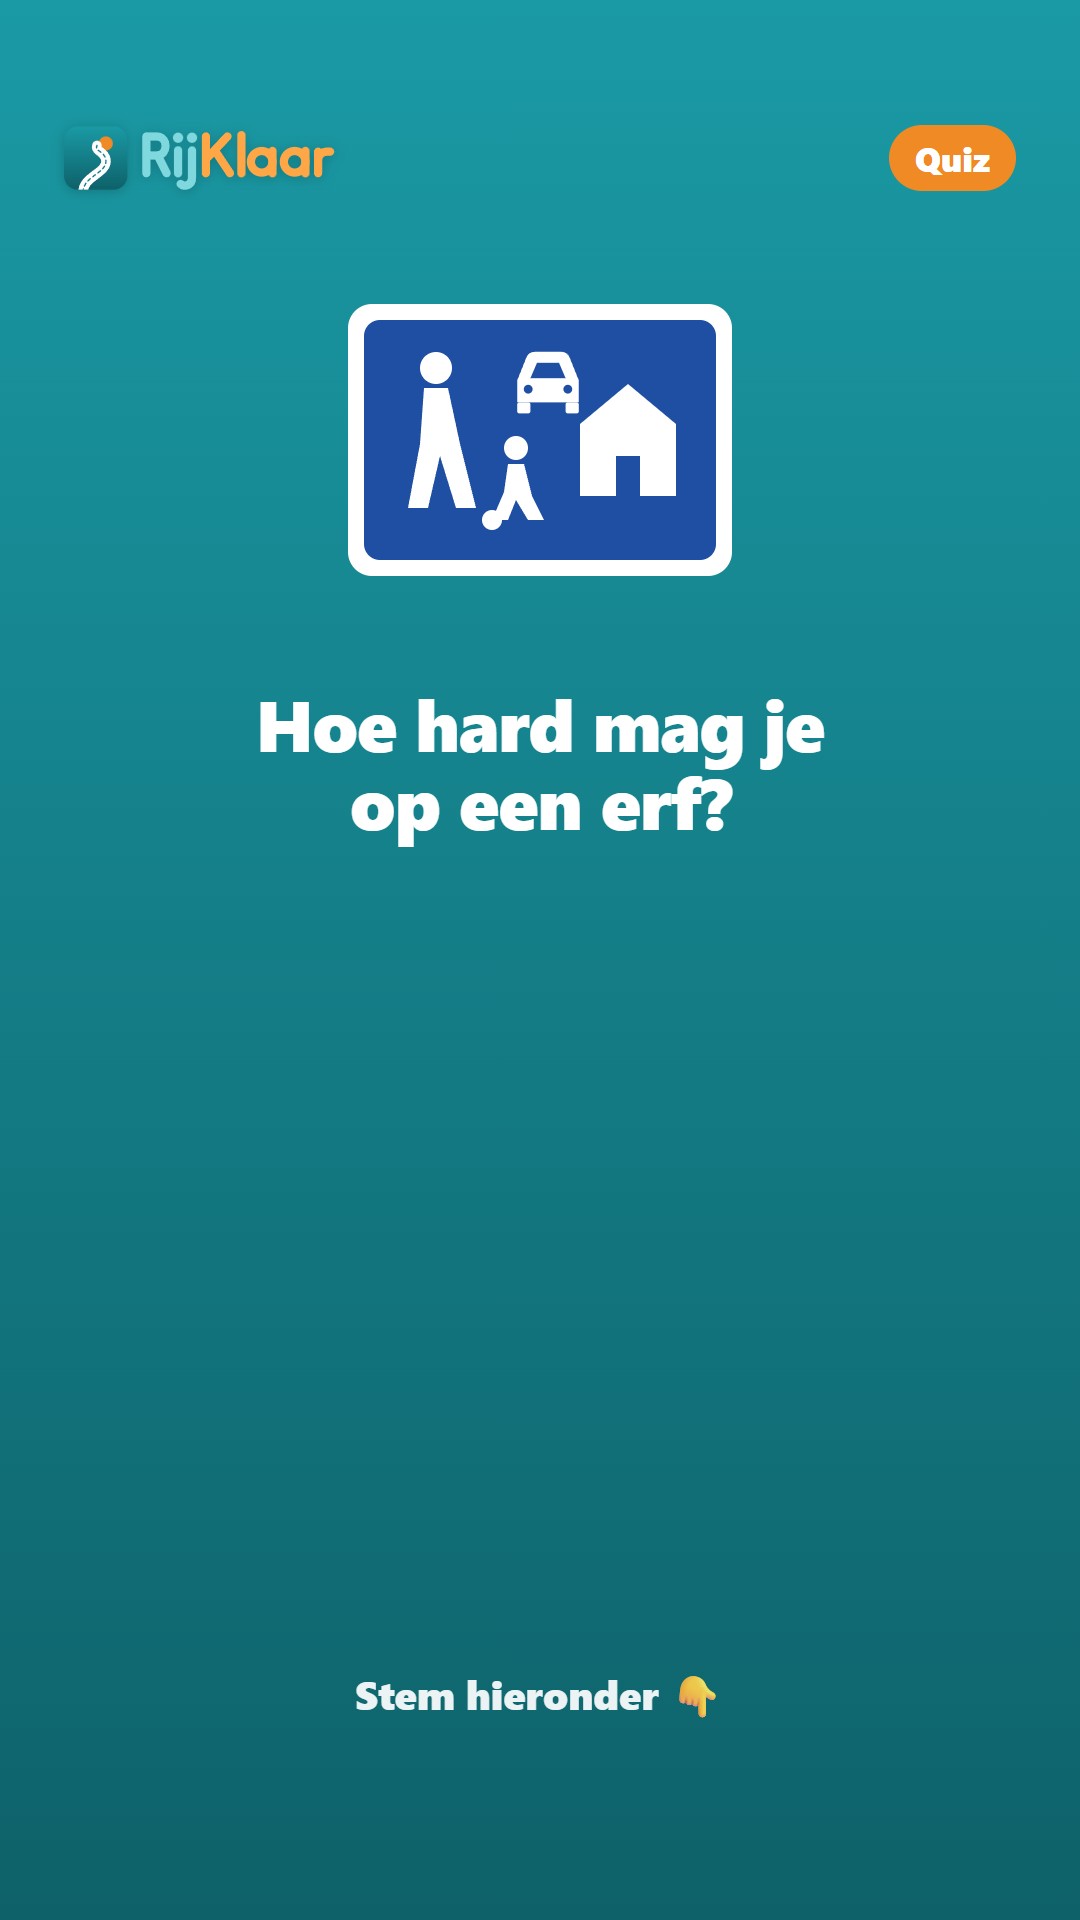 RijKlaar
Quiz
Hoe hard mag je
op een erf?
Stem hieronder 👇